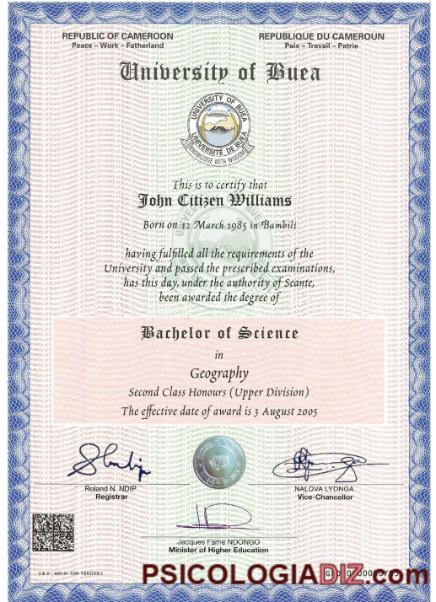 REPUBLIC OF CAMEROON
Peace – Work – Fatherland
REPUBLIQUE DU CAMEROUN
Paix – Travail – Patrie
University of Buea
UNIVERSITY OF BUEA
UNIVERSITE DE BUEA
KNOWLEDGE WITH WISDOM
This is to certify that
John Citizen Williams
Born on 12 March 1985 in Bambili
having fulfilled all the requirements of the
University and passed the prescribed examinations,
has this day, under the authority of Seante,
been awarded the degree of
Bachelor of Science
in
Geography
Second Class Honours (Upper Division)
The effective date of award is 3 August 2005
Roland N. NDIP
Registrar
NALOVA LYONGA
Vice-Chancellor
Jacques Fame NDONGO
Minister of Higher Education
PSICOLOGIADIZ.com